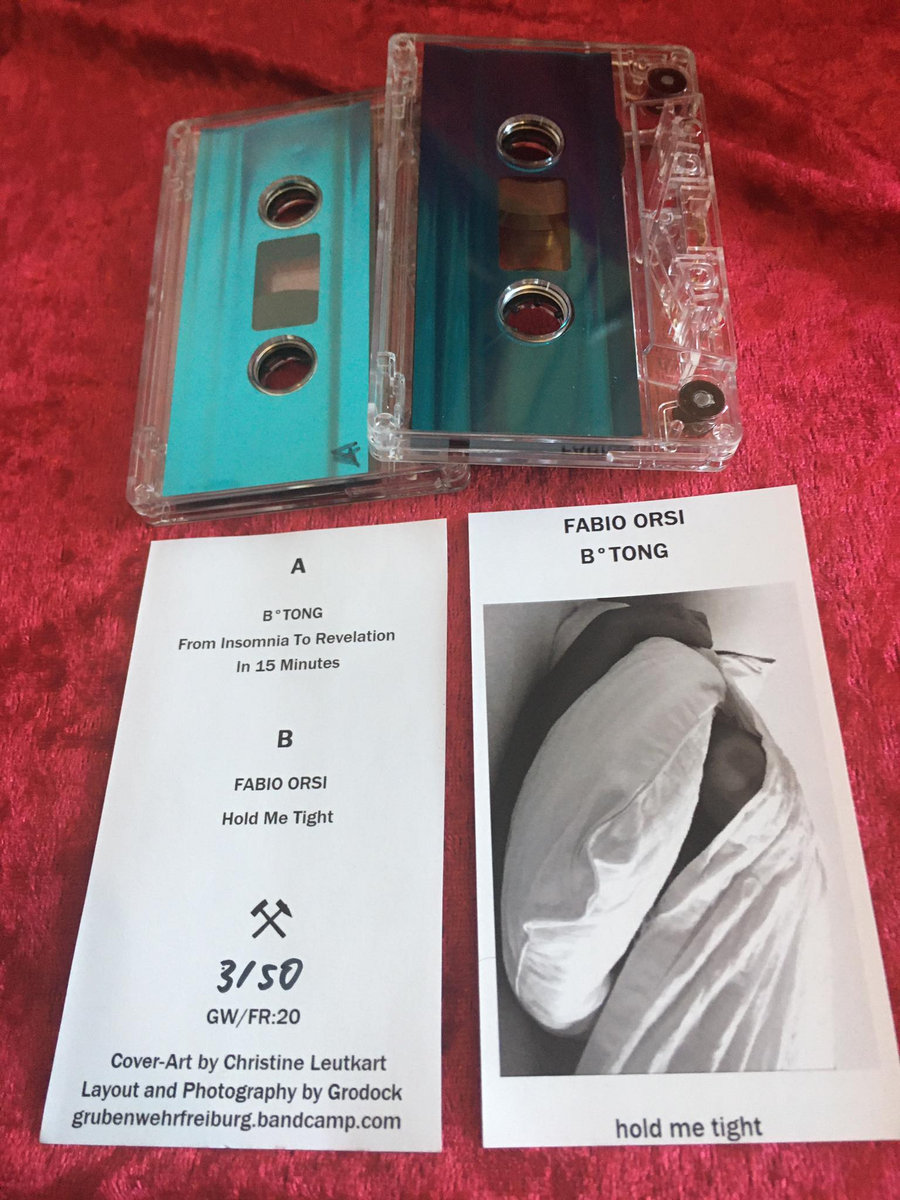 A
A
B°TONG
From Insomnia To Revelation
In 15 Minutes
B
FABIO ORSI
Hold Me Tight
3/50
GW/FR:20
Cover-Art by Christine Leutkart
Layout and Photography by Grodock
grubenwehrfreiburg.bandcamp.com
FABIO ORSI
B°TONG
hold me tight